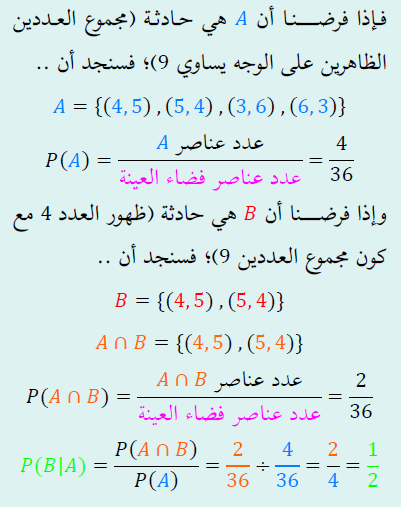 فإذا فرضنا أن A هي حادثة (مجموع العددين
الظاهرين على الوجه يساوي 9)؛ فسنجد أن ..
A = {(4, 5) , (5, 4) , (3, 6) , (6, 3)}
P(A) = عدد عناصر A / عدد عناصر فضاء العينة = 4/36
وإذا فرضنا أن B هي حادثة (ظهور العدد 4 مع
كون مجموع العددين 9)؛ فسنجد أن ..
B = {(4, 5) , (5, 4)}
A ∩ B = {(4, 5) , (5, 4)}
P(A ∩ B) = عدد عناصر A ∩ B / عدد عناصر فضاء العينة = 2/36
P(B|A) = P(A ∩ B)/P(A) = 2/36 ÷ 4/36 = 2/4 = 1/2